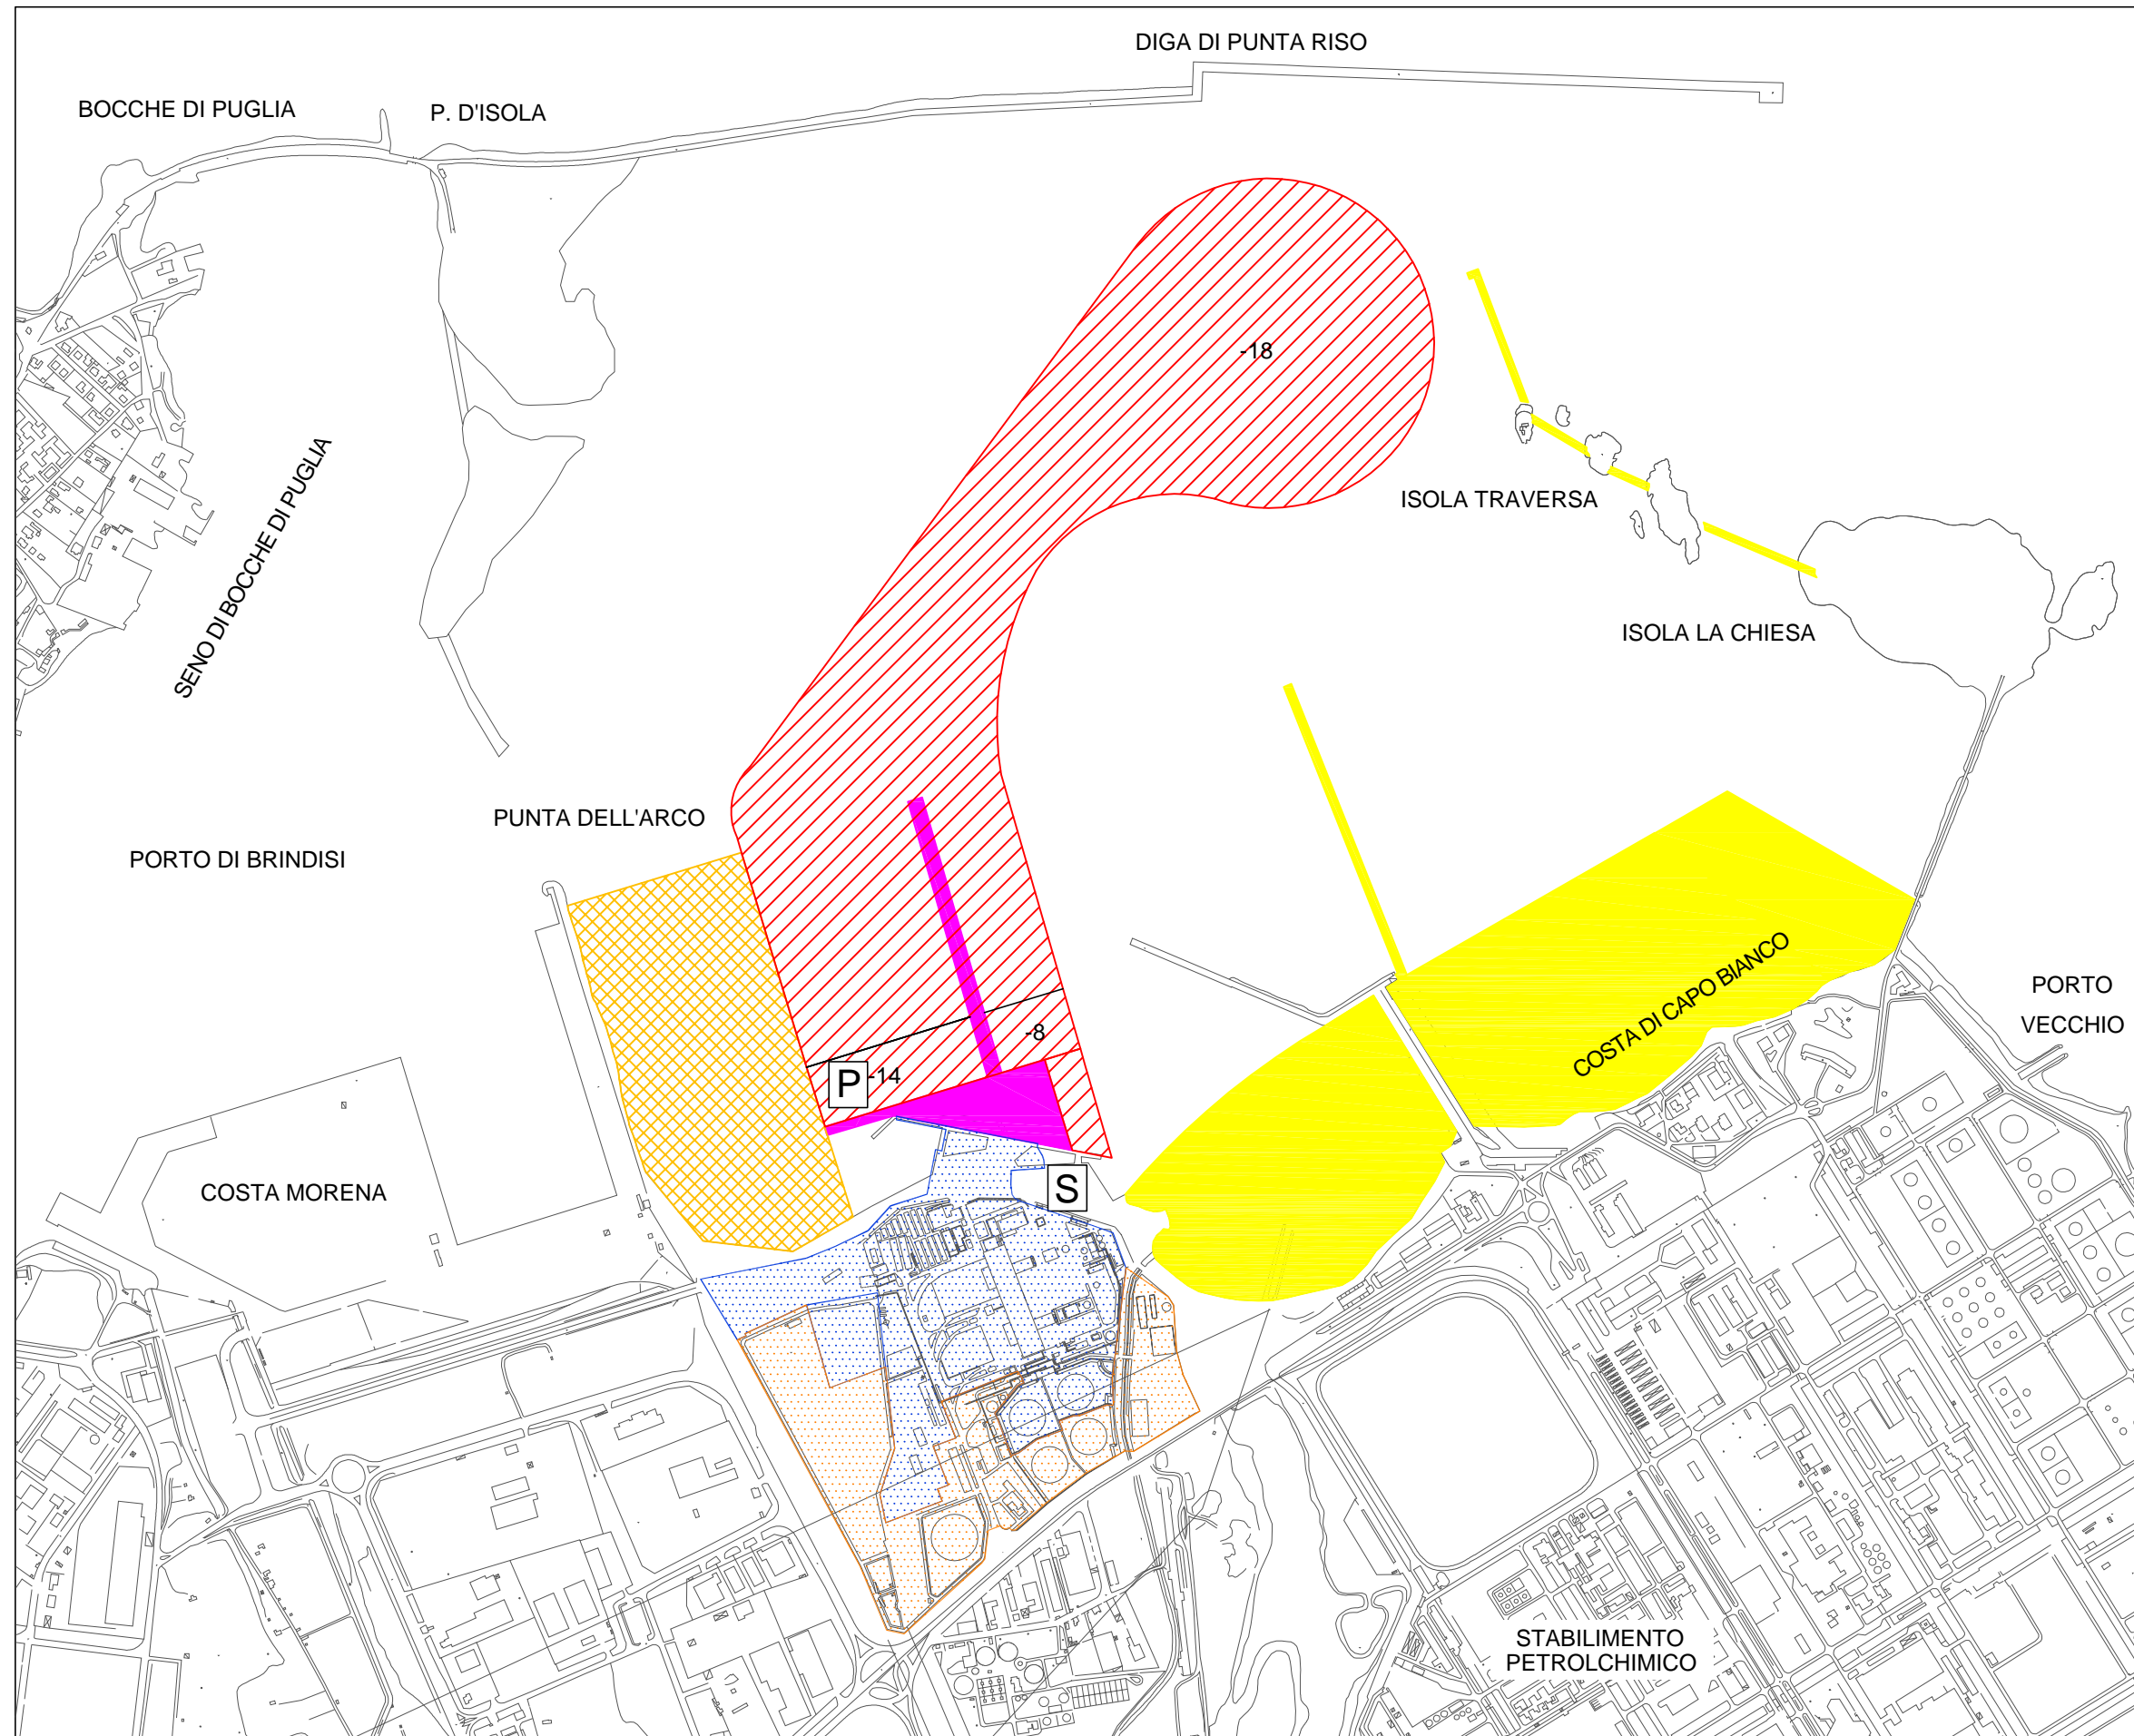 DIGA DI PUNTA RISO
BOCCHE DI PUGLIA
P. D'ISOLA
-18
ISOLA TRAVERSA
SENO DI BOCCHE DI PUGLIA
ISOLA LA CHIESA
PUNTA DELL'ARCO
PORTO DI BRINDISI
COSTA DI CAPO BIANCO
PORTO
VECCHIO
-8
P
-14
S
COSTA MORENA
STABILIMENTO
PETROLCHIMICO